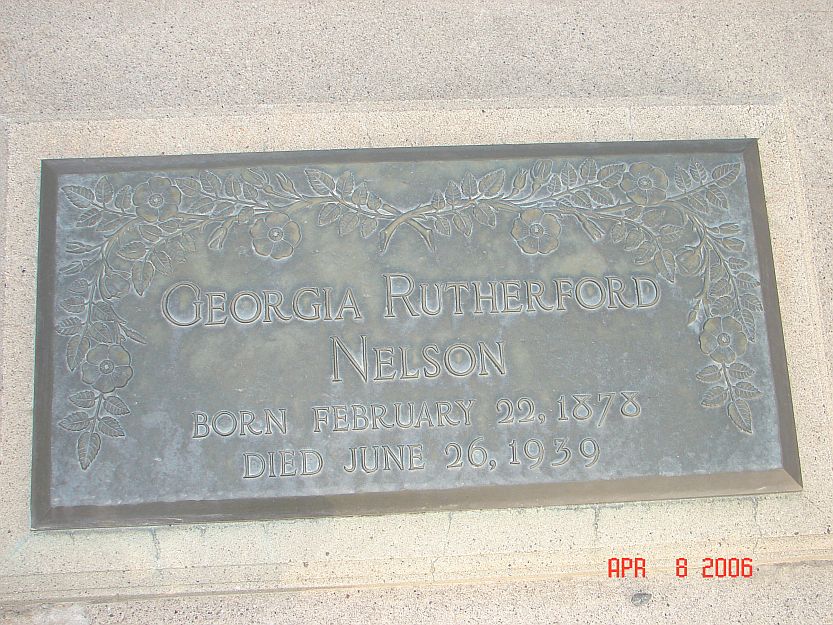 Georgia Rutherford
Nelson
BORN FEBRUARY 22, 1878
DIED JUNE 26, 1939
APR 8 2006